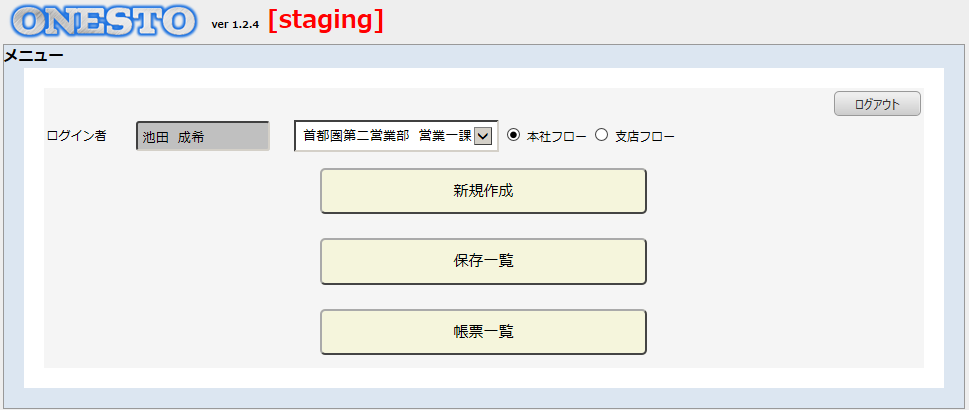 ONESTO ver 1.2.4 [staging]
メニュー
ログアウト
ログイン者 池田 成希 首都圏第二営業部 営業一課 本社フロー 支店フロー
新規作成
保存一覧
帳票一覧